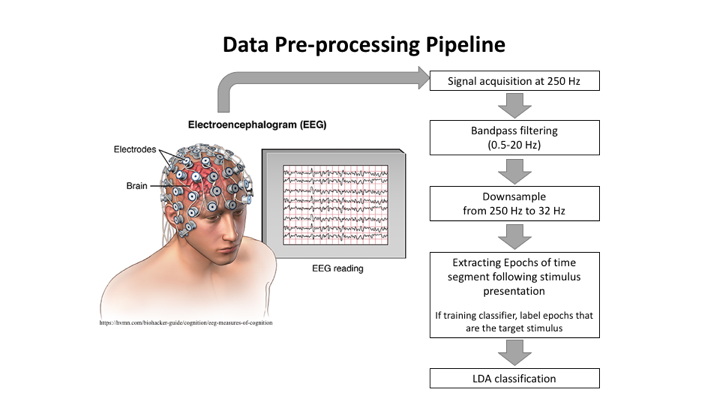 Data Pre-processing Pipeline
Signal acquisition at 250 Hz
Electroencephalogram (EEG)
Electrodes
Brain
EEG reading
https://hvmn.com/biohacker-guide/cognition/eeg-measures-of-cognition
Bandpass filtering
(0.5-20 Hz)
Downsample
from 250 Hz to 32 Hz
Extracting Epochs of time
segment following stimulus
presentation
If training classifier, label epochs that
are the target stimulus
LDA classification